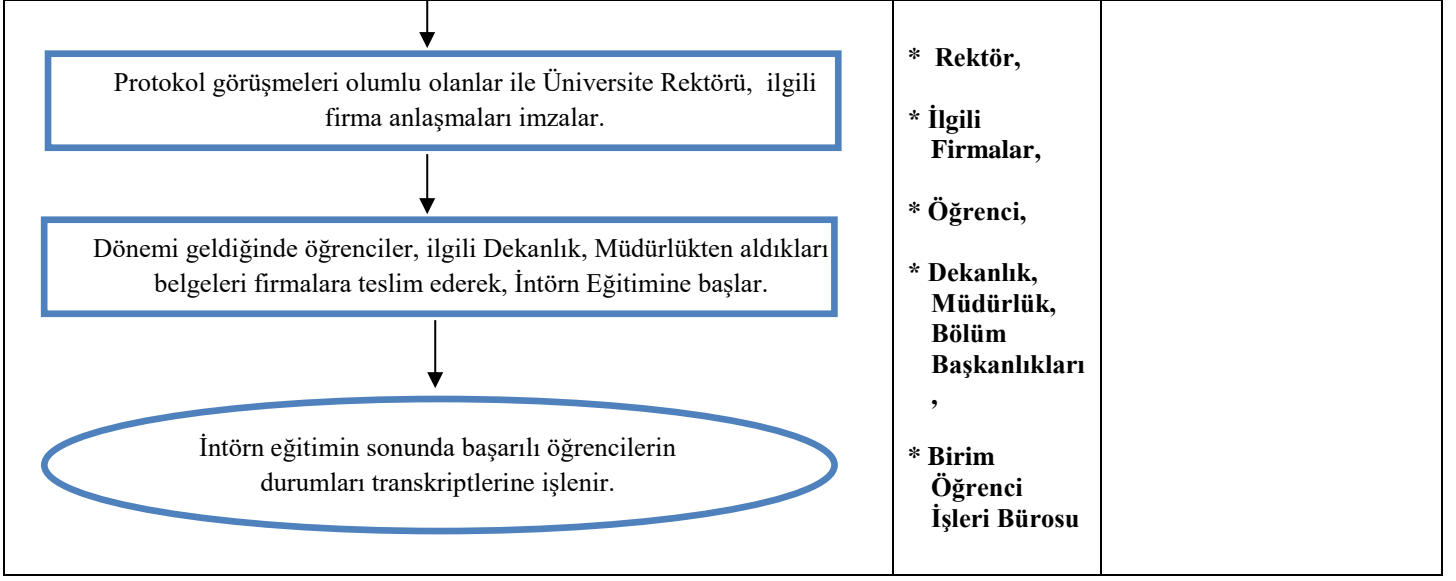 Protokol görüşmeleri olumlu olanlar ile Üniversite Rektörü, ilgili
firma anlaşmaları imzalar.
Dönemi geldiğinde öğrenciler, ilgili Dekanlık, Müdürlükten aldıkları
belgeleri firmalara teslim ederek, İntörn Eğitimine başlar.
İntörn eğitimin sonunda başarılı öğrencilerin
durumları transkriptlerine işlenir.
* Rektör,
* İlgili
Firmalar,
* Öğrenci,
* Dekanlık,
Müdürlük,
Bölüm
Başkanlıkları
,
* Birim
Öğrenci
İşleri Bürosu